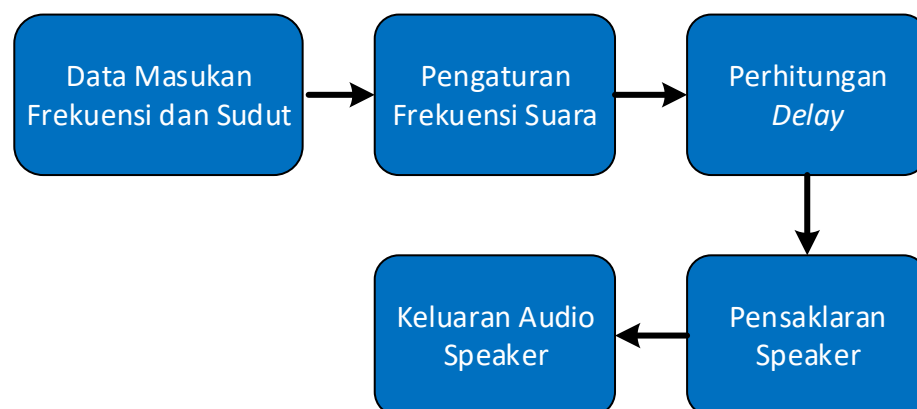 Data Masukan
Frekuensi dan Sudut
Pengaturan
Frekuensi Suara
Perhitungan
Delay
Pensaklaran
Speaker
Keluaran Audio
Speaker